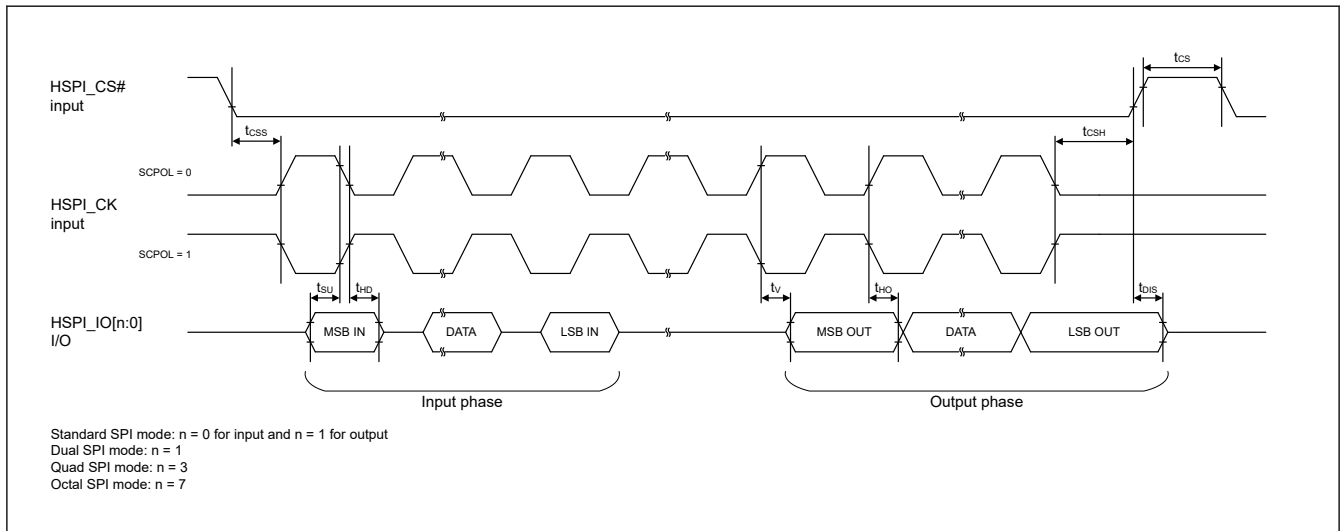 HSPI_CS#
input
tCS
tCSS
tCSH
SCPOL = 0
HSPI_CK
input
SCPOL = 1
tSU
tHD
tV
tHO
tDIS
HSPI_IO[n:0]
I/O
MSB IN
DATA
LSB IN
MSB OUT
DATA
LSB OUT
Input phase
Output phase
Standard SPI mode: n = 0 for input and n = 1 for output
Dual SPI mode: n = 1
Quad SPI mode: n = 3
Octal SPI mode: n = 7